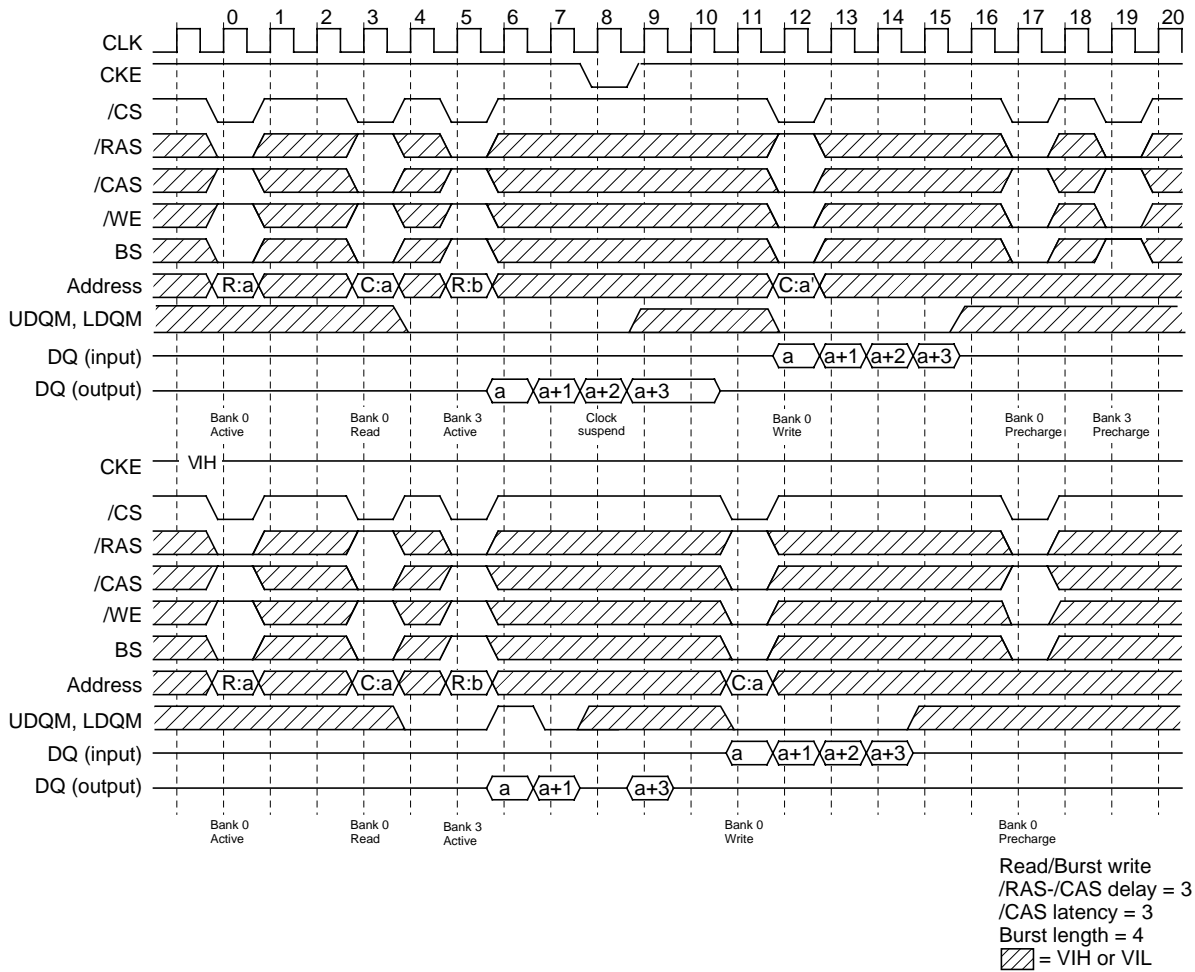 0 1 2 3 4 5 6 7 8 9 10 11 12 13 14 15 16 17 18 19 20
CLK
CKE
/CS
/RAS
/CAS
/WE
BS
Address R:a C:a R:b C:a'
UDQM, LDQM
DQ (input) a a+1 a+2 a+3
DQ (output) a a+1 a+2 a+3
Bank 0 Bank 0 Bank 3 Clock Bank 0 Bank 0 Bank 3
Active Read Active suspend Write Precharge Precharge
CKE VIH
/CS
/RAS
/CAS
/WE
BS
Address R:a C:a R:b C:a
UDQM, LDQM
DQ (input) a a+1 a+2 a+3
DQ (output) a a+1 a+3
Bank 0 Bank 0 Bank 3 Bank 0 Bank 0
Active Read Active Write Precharge
Read/Burst write
/RAS-/CAS delay = 3
/CAS latency = 3
Burst length = 4
= VIH or VIL